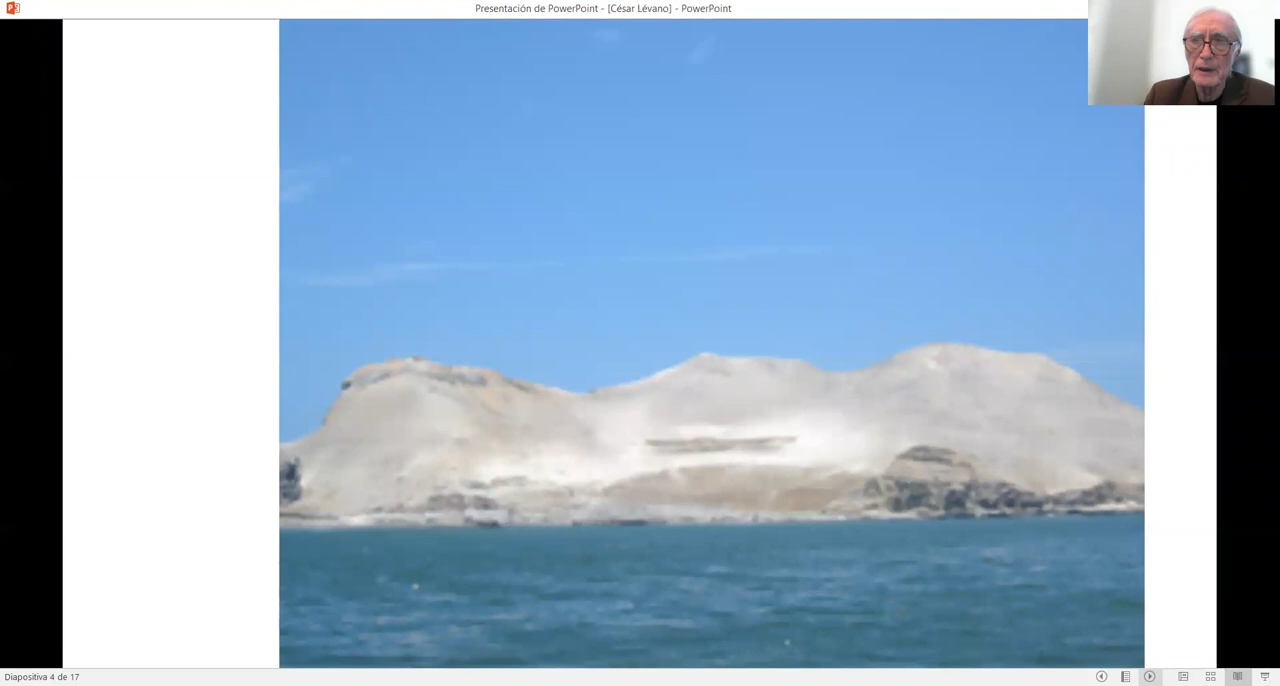 Presentación de PowerPoint - [César Lévano] - PowerPoint
Diapositiva 4 de 17